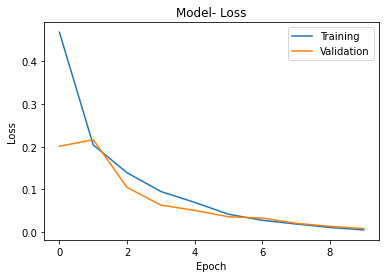 Model- Loss
Training
Validation
Loss
0.4
0.3
0.2
0.1
0.0
0 2 4 6 8
Epoch